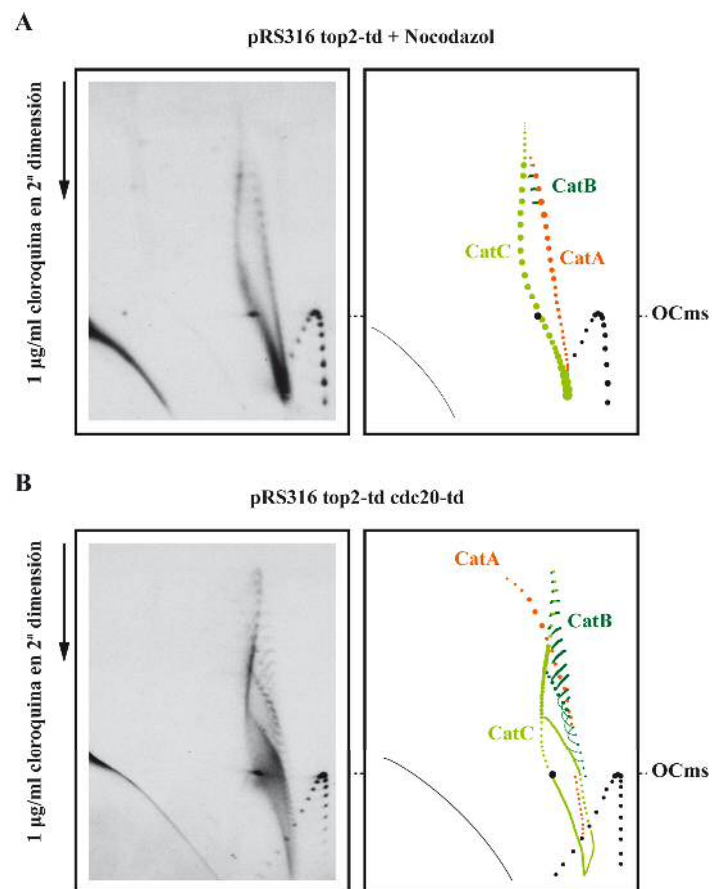 A
pRS316 top2-td + Nocodazol
1 µg/ml cloroquina en 2ª dimensión
CatB
CatC
CatA
OCms
B
pRS316 top2-td cdc20-td
1 µg/ml cloroquina en 2ª dimensión
CatA
CatB
CatC
OCms